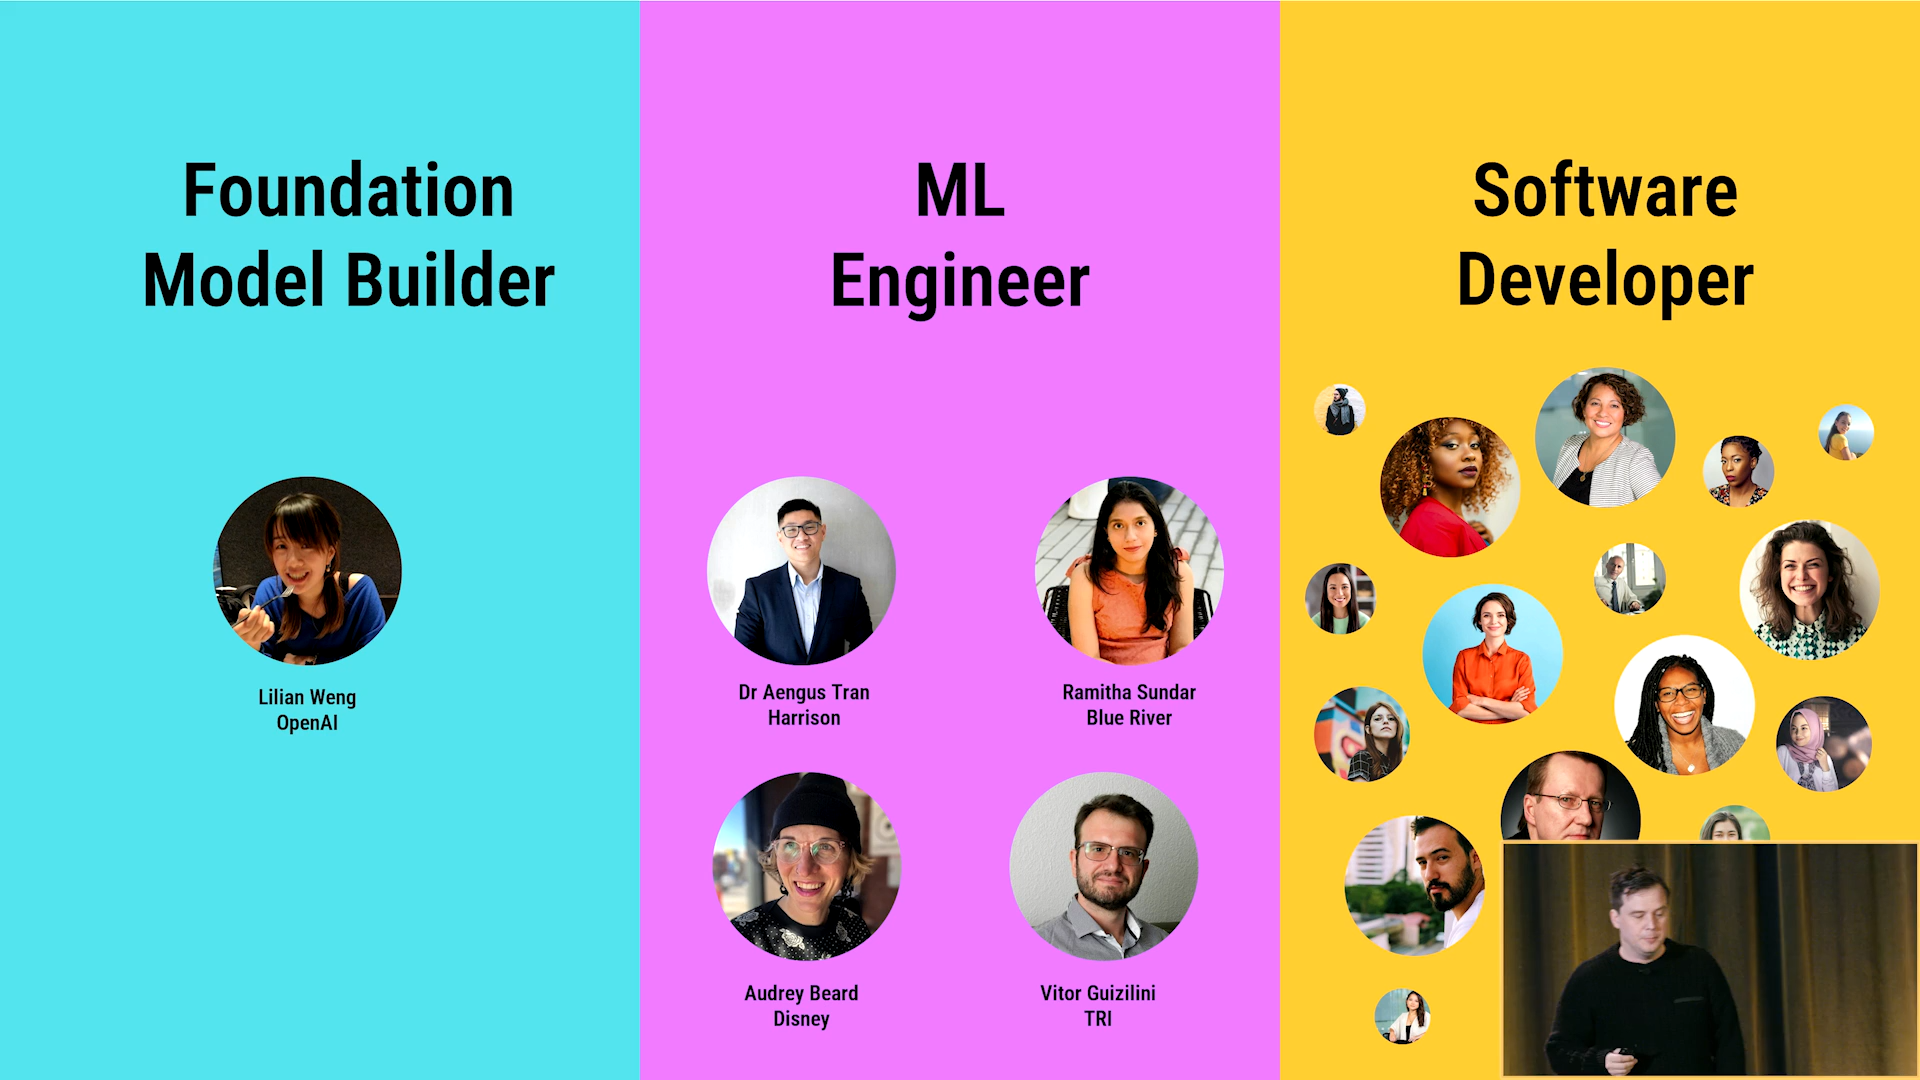 Foundation
Model Builder
Lilian Weng
OpenAI
ML
Engineer
Dr Aengus Tran
Harrison
Ramitha Sundar
Blue River
Audrey Beard
Disney
Vitor Guizilini
TRI
Software
Developer